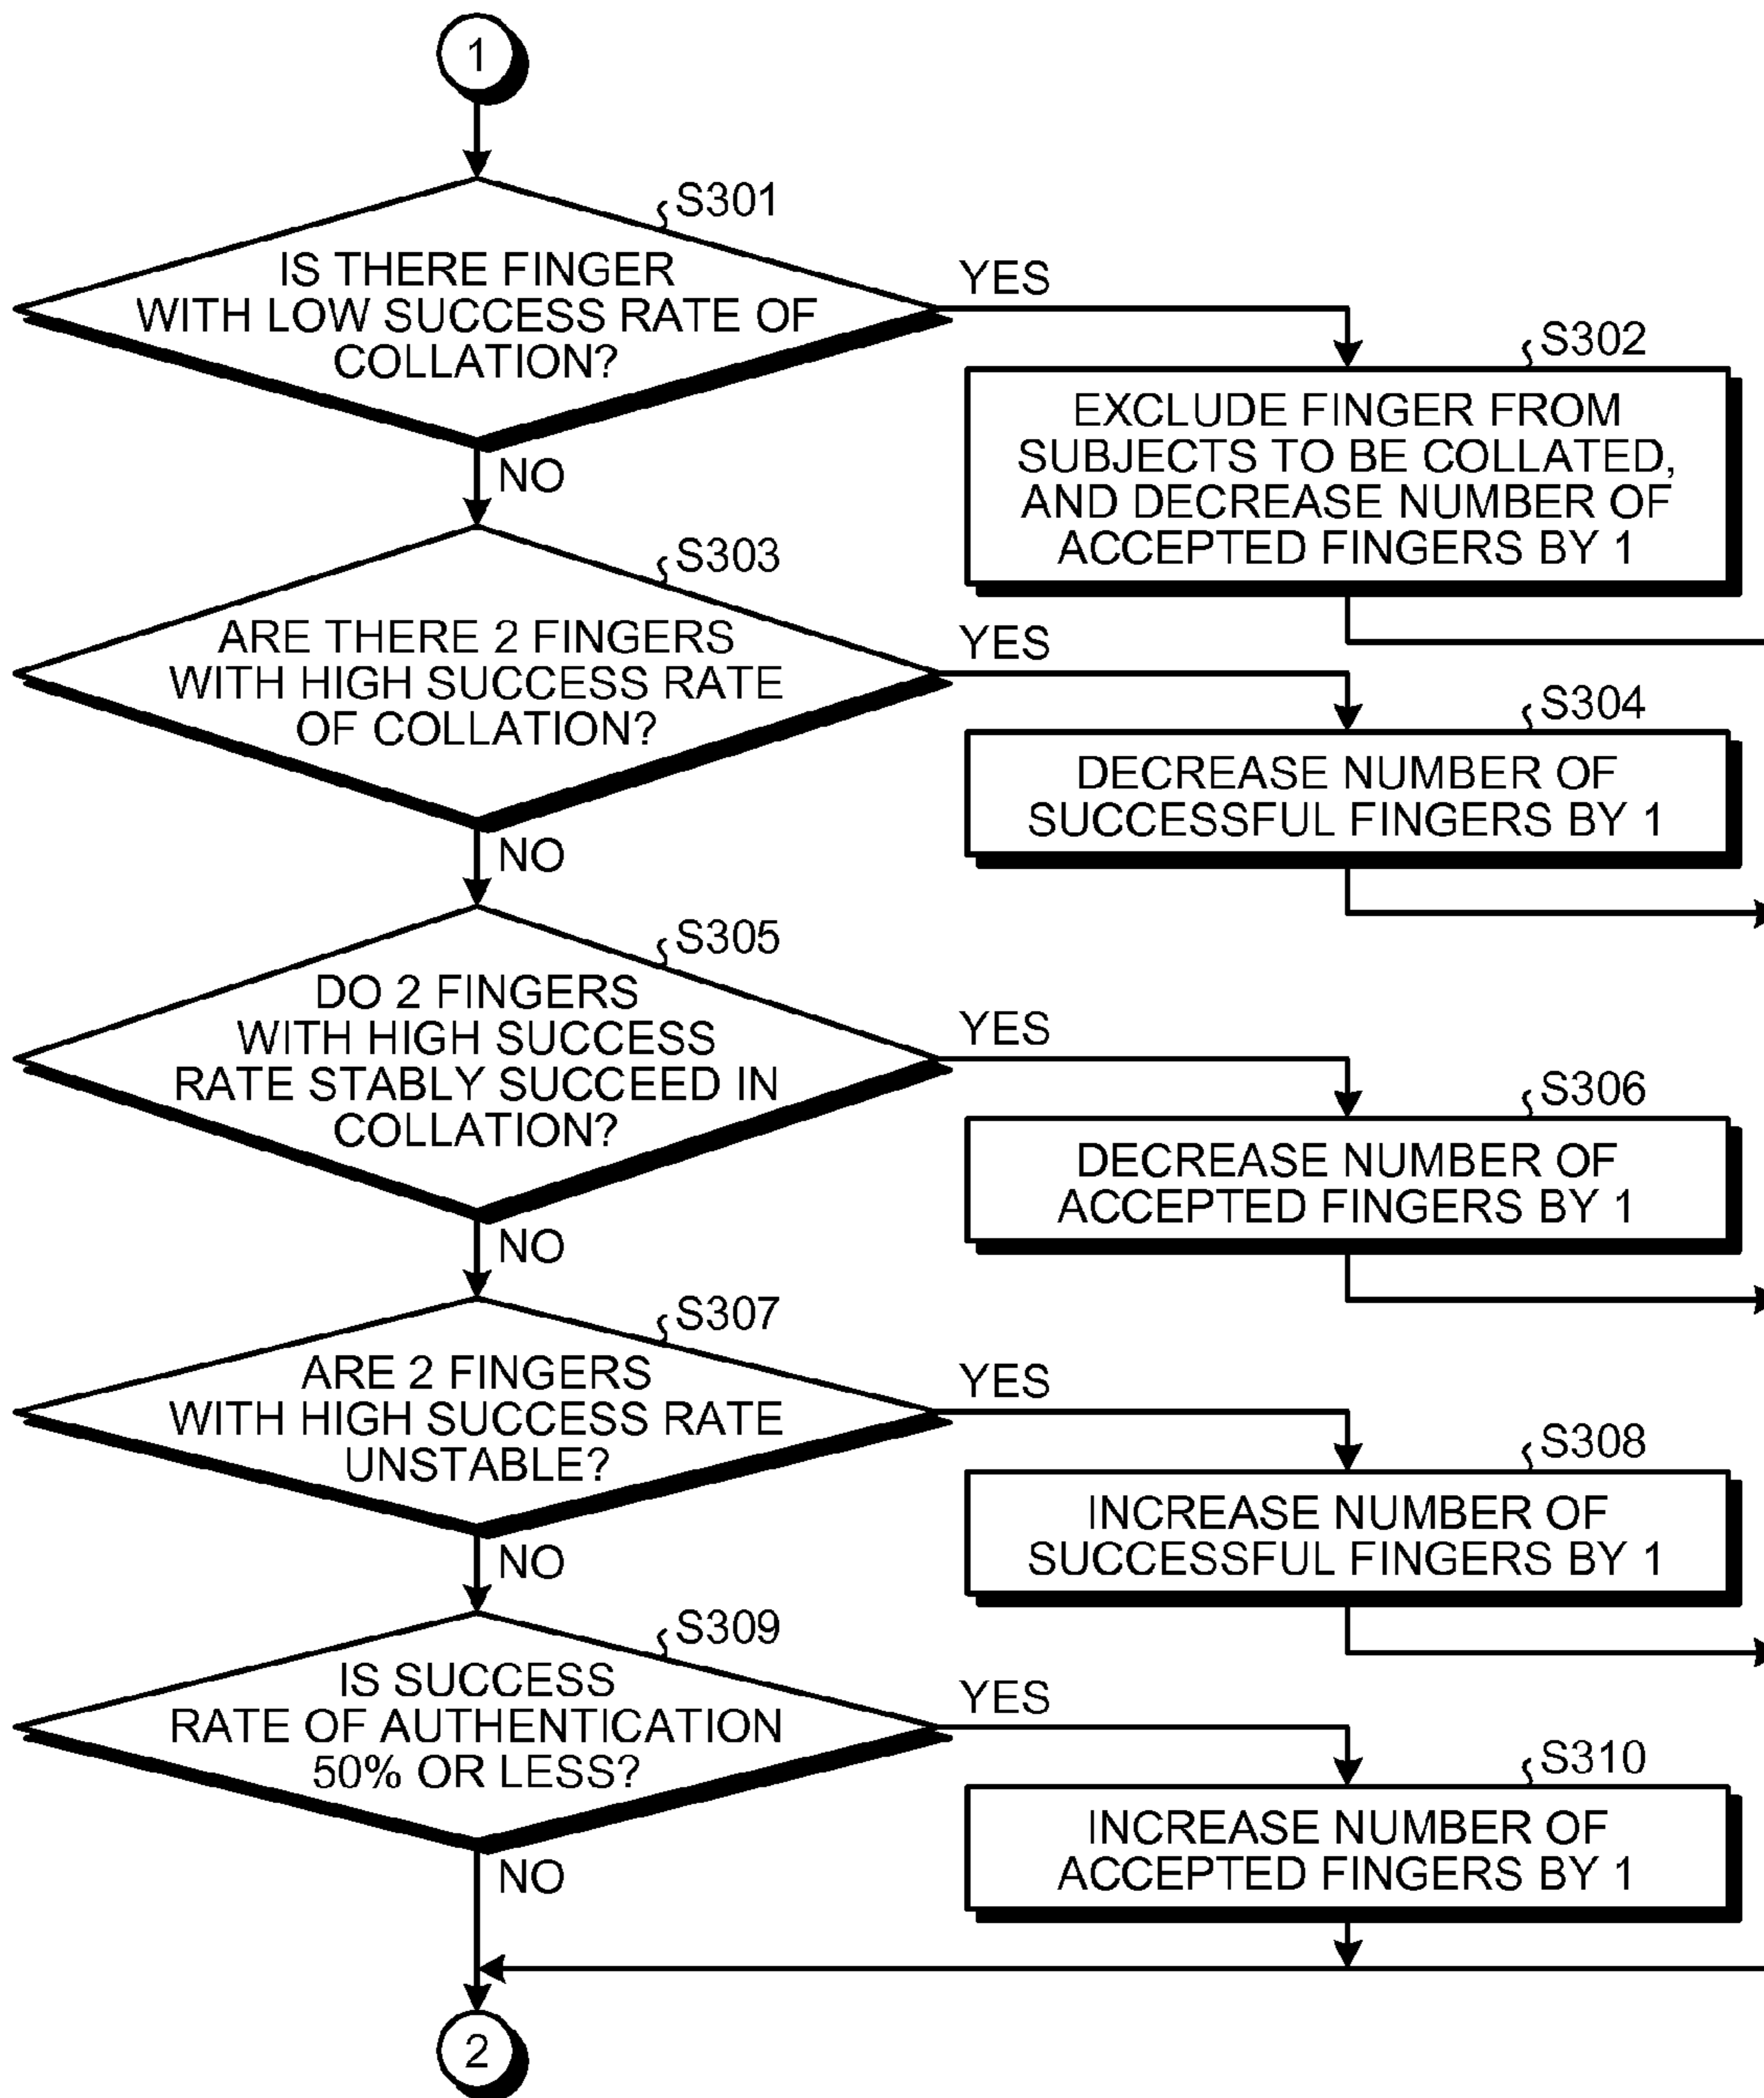 1
S301
IS THERE FINGER
WITH LOW SUCCESS RATE OF
COLLATION?
YES
NO
S302
EXCLUDE FINGER FROM
SUBJECTS TO BE COLLATED,
AND DECREASE NUMBER OF
ACCEPTED FINGERS BY 1
S303
ARE THERE 2 FINGERS
WITH HIGH SUCCESS RATE
OF COLLATION?
YES
NO
S304
DECREASE NUMBER OF
SUCCESSFUL FINGERS BY 1
S305
DO 2 FINGERS
WITH HIGH SUCCESS
RATE STABLY SUCCEED IN
COLLATION?
YES
NO
S306
DECREASE NUMBER OF
ACCEPTED FINGERS BY 1
S307
ARE 2 FINGERS
WITH HIGH SUCCESS RATE
UNSTABLE?
YES
NO
S308
INCREASE NUMBER OF
SUCCESSFUL FINGERS BY 1
S309
IS SUCCESS
RATE OF AUTHENTICATION
50% OR LESS?
YES
NO
S310
INCREASE NUMBER OF
ACCEPTED FINGERS BY 1
2